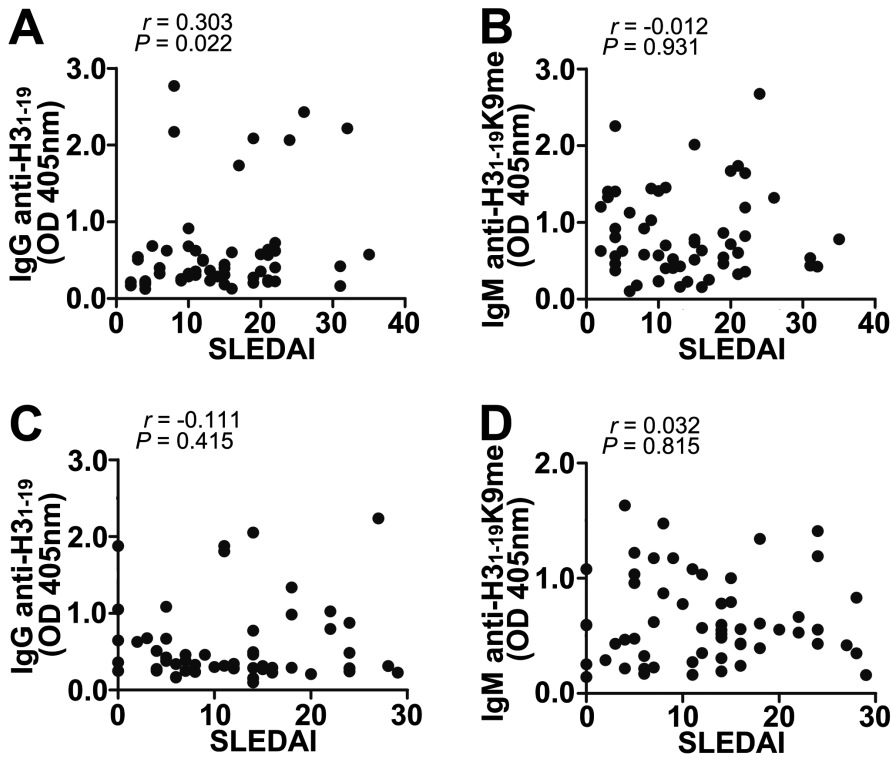 A
r = 0.303
P = 0.022
IgG anti-H31-19
(OD 405nm)
3.0
2.0
1.0
0.0
0 10 20 30 40
SLEDAI
B
r = -0.012
P = 0.931
IgM anti-H31-19K9me
(OD 405nm)
3.0
2.0
1.0
0.0
0 10 20 30 40
SLEDAI
C
r = -0.111
P = 0.415
IgG anti-H31-19
(OD 405nm)
3.0
2.0
1.0
0.0
0 10 20 30
SLEDAI
D
r = 0.032
P = 0.815
IgM anti-H31-19K9me
(OD 405nm)
2.0
1.0
0.0
0 10 20 30
SLEDAI